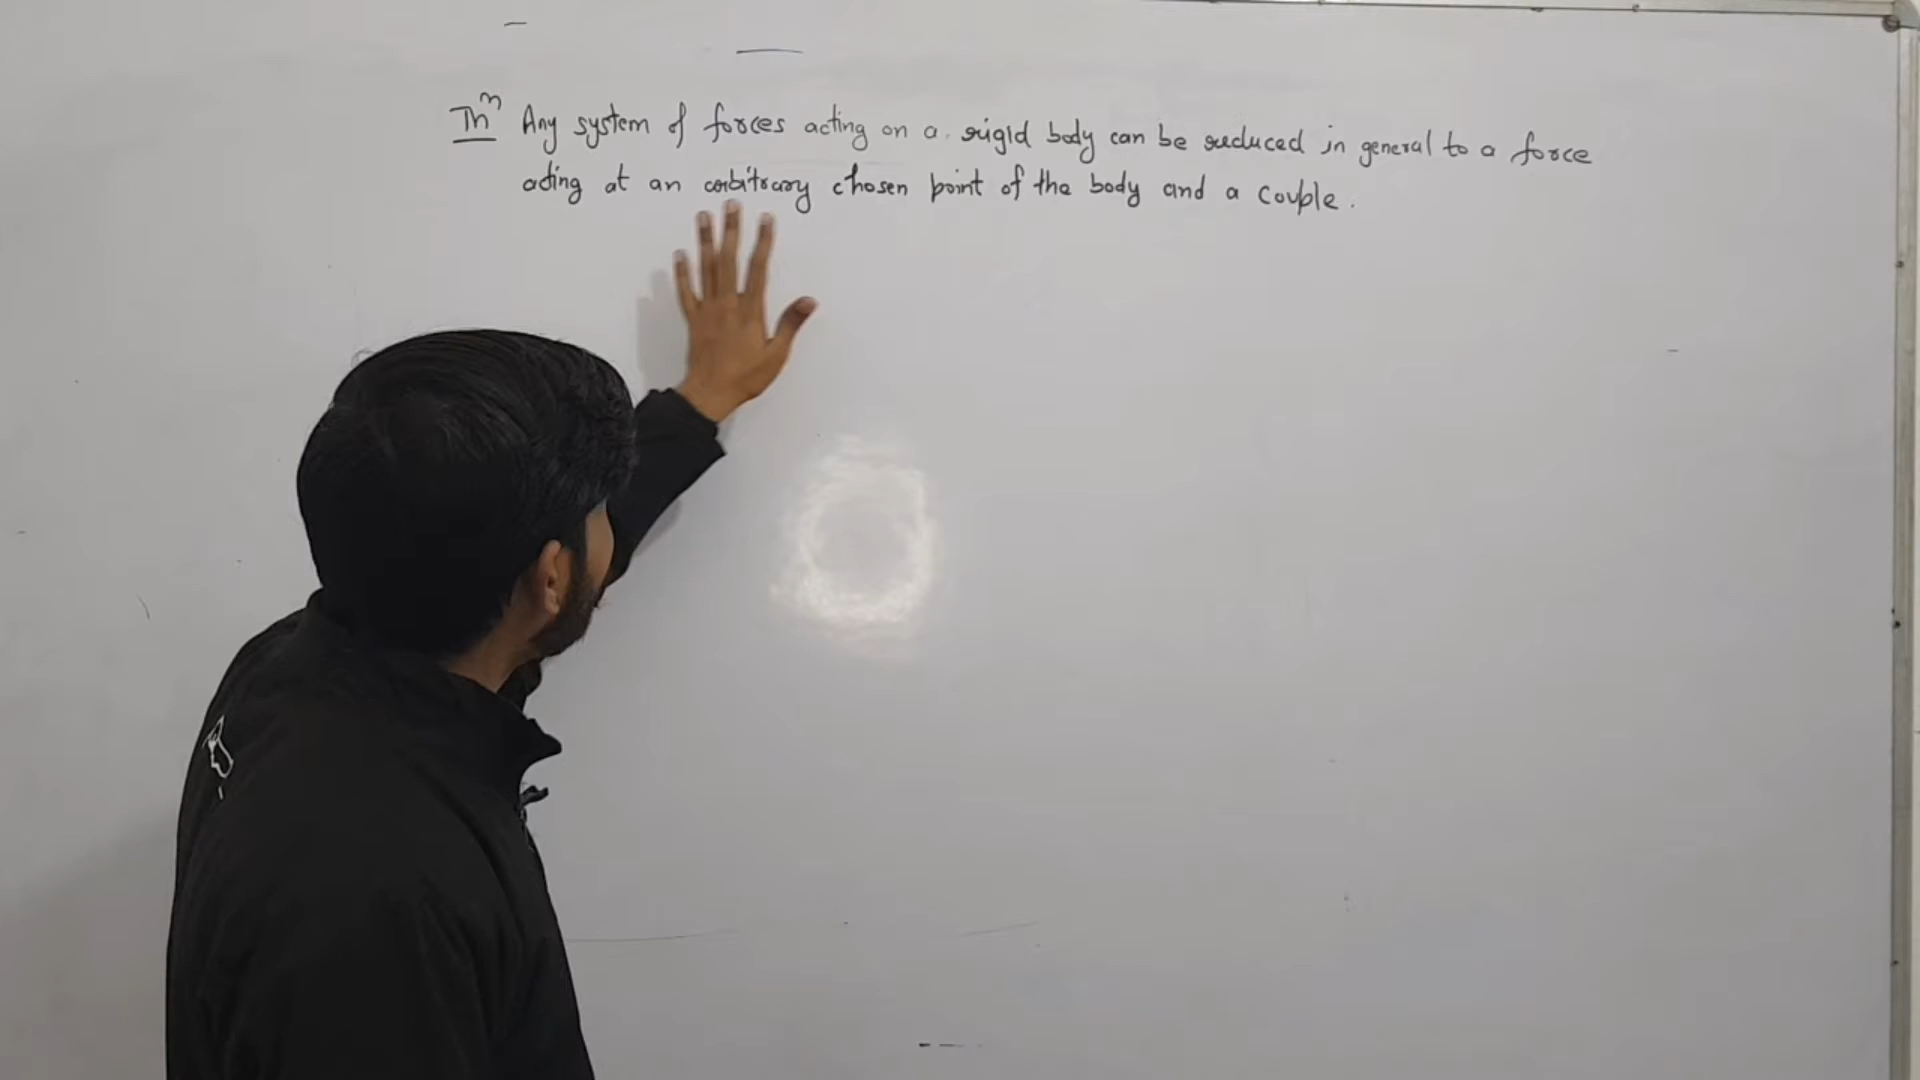 Thm Any system of forces acting on a rigid body can be reduced in general to a force
acting at an arbitrary chosen point of the body and a couple.